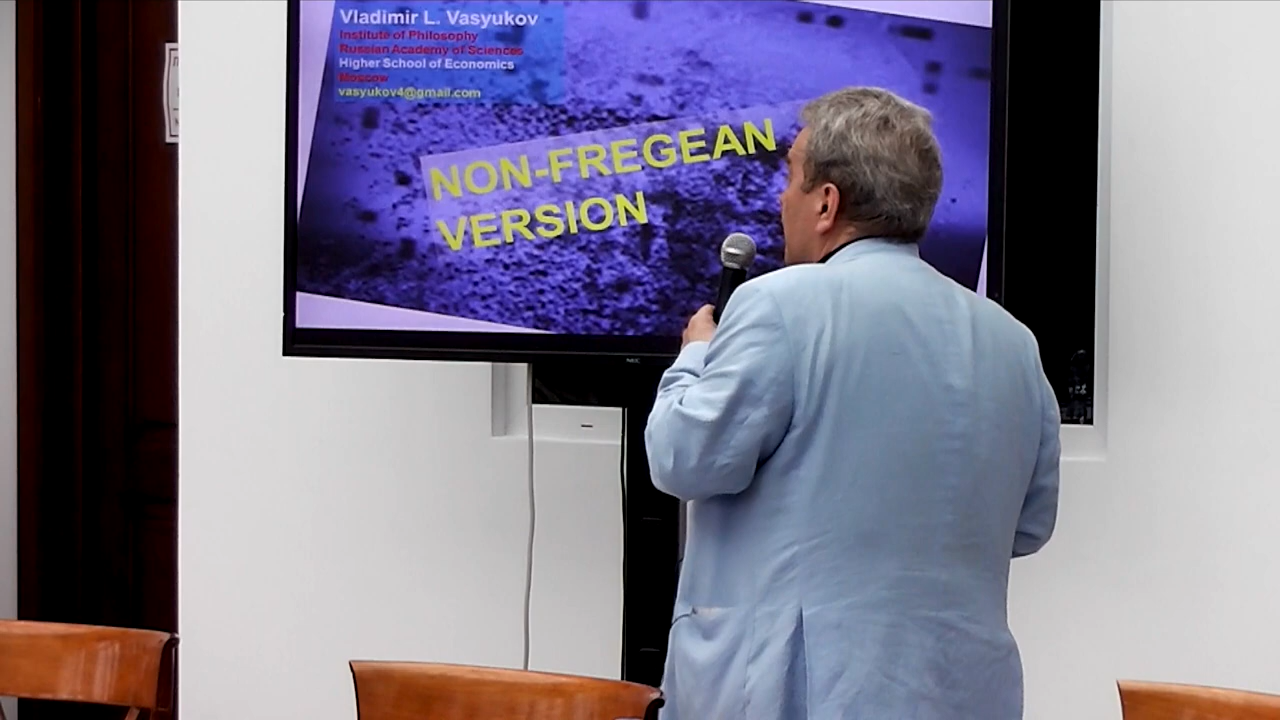 Vladimir L. Vasyukov
Institute of Philosophy
Russian Academy of Sciences
Higher School of Economics
Moscow
vasyukov4@gmail.com
NON-FREGEAN
VERSION
NEC